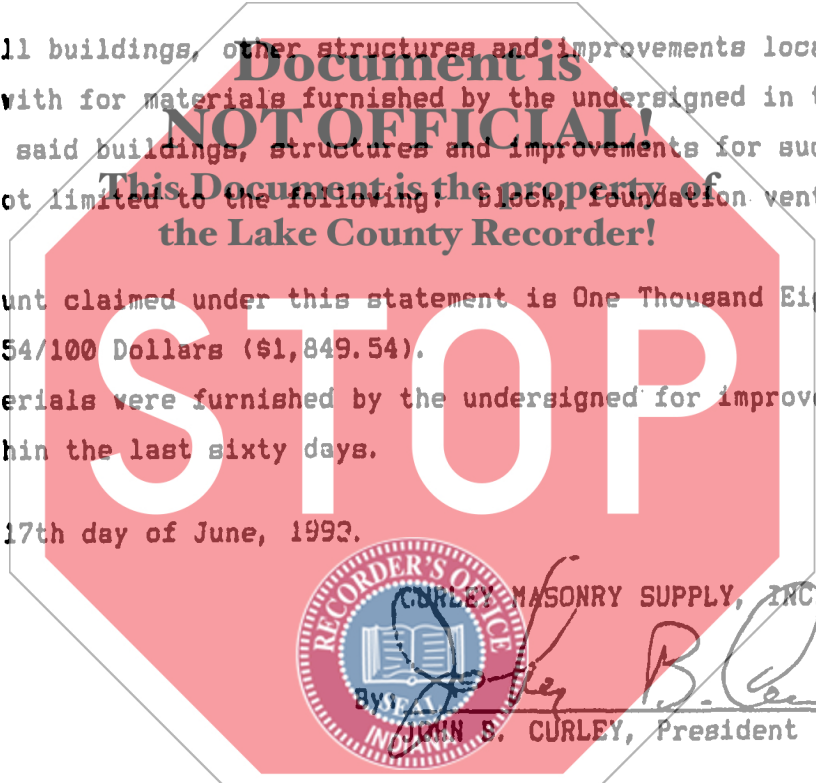 ll buildings, other structures and improvements loca
Document is
with for materials furnished by the undersigned in t
NOT OFFICIAL!
said buildings, structures and improvements for suc
This Document is the property of
ot limited to the following: block, foundation vent
the Lake County Recorder!
unt claimed under this statement is One Thousand Eig
54/100 Dollars ($1,849.54).
STOP
erials were furnished by the undersigned for improve
hin the last sixty days.
17th day of June, 1992.
RECORDER'S OFFICE
SEAL
INDIANA
CURLEY MASONRY SUPPLY, INC
BY:
JOHN B. CURLEY, President